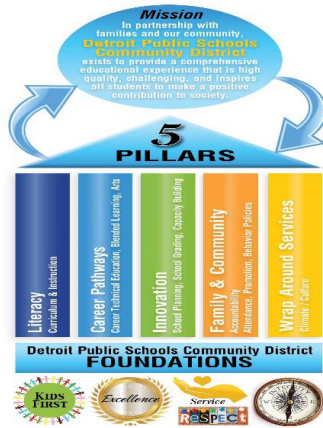 Mission
In partnership with
families and our community,
Detroit Public Schools
Community District
exists to provide a comprehensive
educational experience that is high
quality, challenging, and inspires
all students to make a positive
contribution to society.
5
PILLARS
Literacy
Curriculum & Instruction
Career Pathways
Career Technical Education, Blended Learning, Arts
Innovation
School Planning, School Grading, Capacity Building
Family & Community
Accountability
Attendance, Promotion, Behavior Policies
Wrap Around Services
Climate / Culture
Detroit Public Schools Community District
FOUNDATIONS
KIDS
FIRST
Excellence
Service
RESPECT